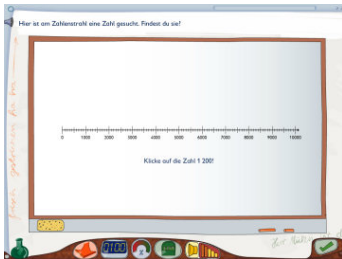 Hier ist am Zahlenstrahl eine Zahl gesucht. Findest du sie!
0 1000 2000 3000 4000 5000 6000 7000 8000 9000 10000
Klicke auf die Zahl 1 200!